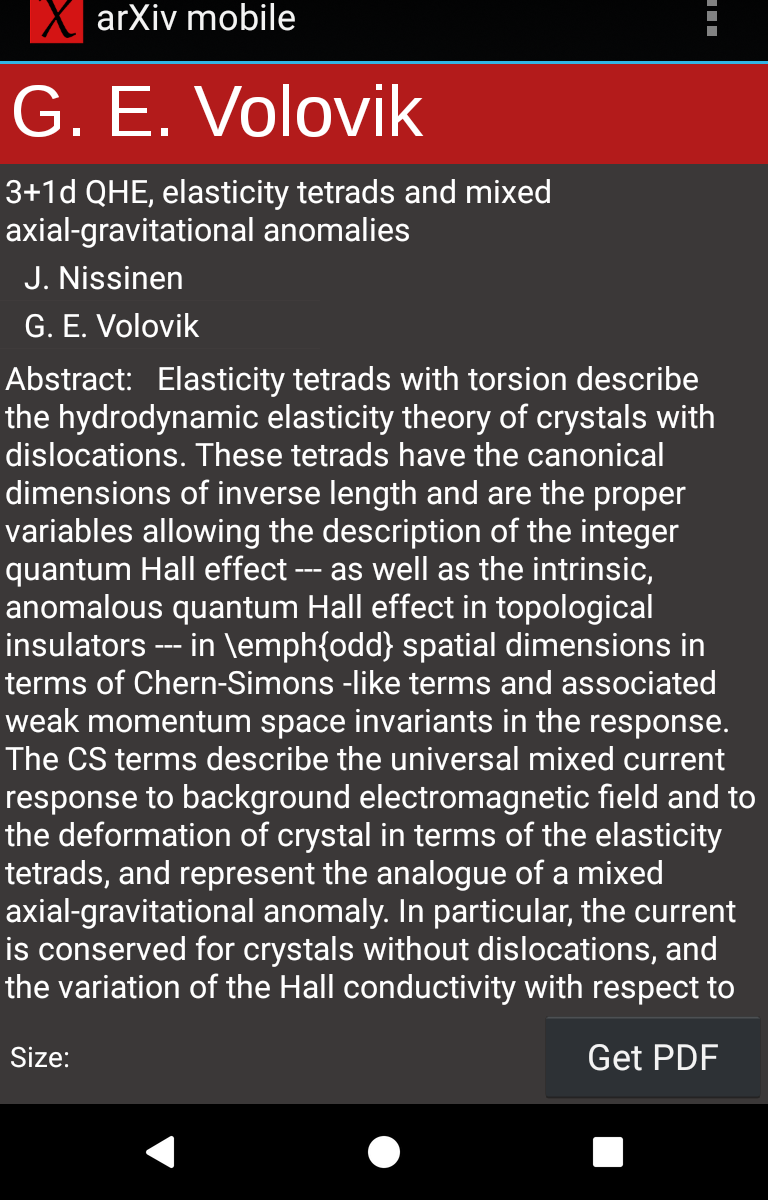 arXiv mobile
G. E. Volovik
3+1d QHE, elasticity tetrads and mixed
axial-gravitational anomalies
J. Nissinen
G. E. Volovik
Abstract:   Elasticity tetrads with torsion describe
the hydrodynamic elasticity theory of crystals with
dislocations. These tetrads have the canonical
dimensions of inverse length and are the proper
variables allowing the description of the integer
quantum Hall effect --- as well as the intrinsic,
anomalous quantum Hall effect in topological
insulators --- in \emph{odd} spatial dimensions in
terms of Chern-Simons -like terms and associated
weak momentum space invariants in the response.
The CS terms describe the universal mixed current
response to background electromagnetic field and to
the deformation of crystal in terms of the elasticity
tetrads, and represent the analogue of a mixed
axial-gravitational anomaly. In particular, the current
is conserved for crystals without dislocations, and
the variation of the Hall conductivity with respect to
Size:
Get PDF